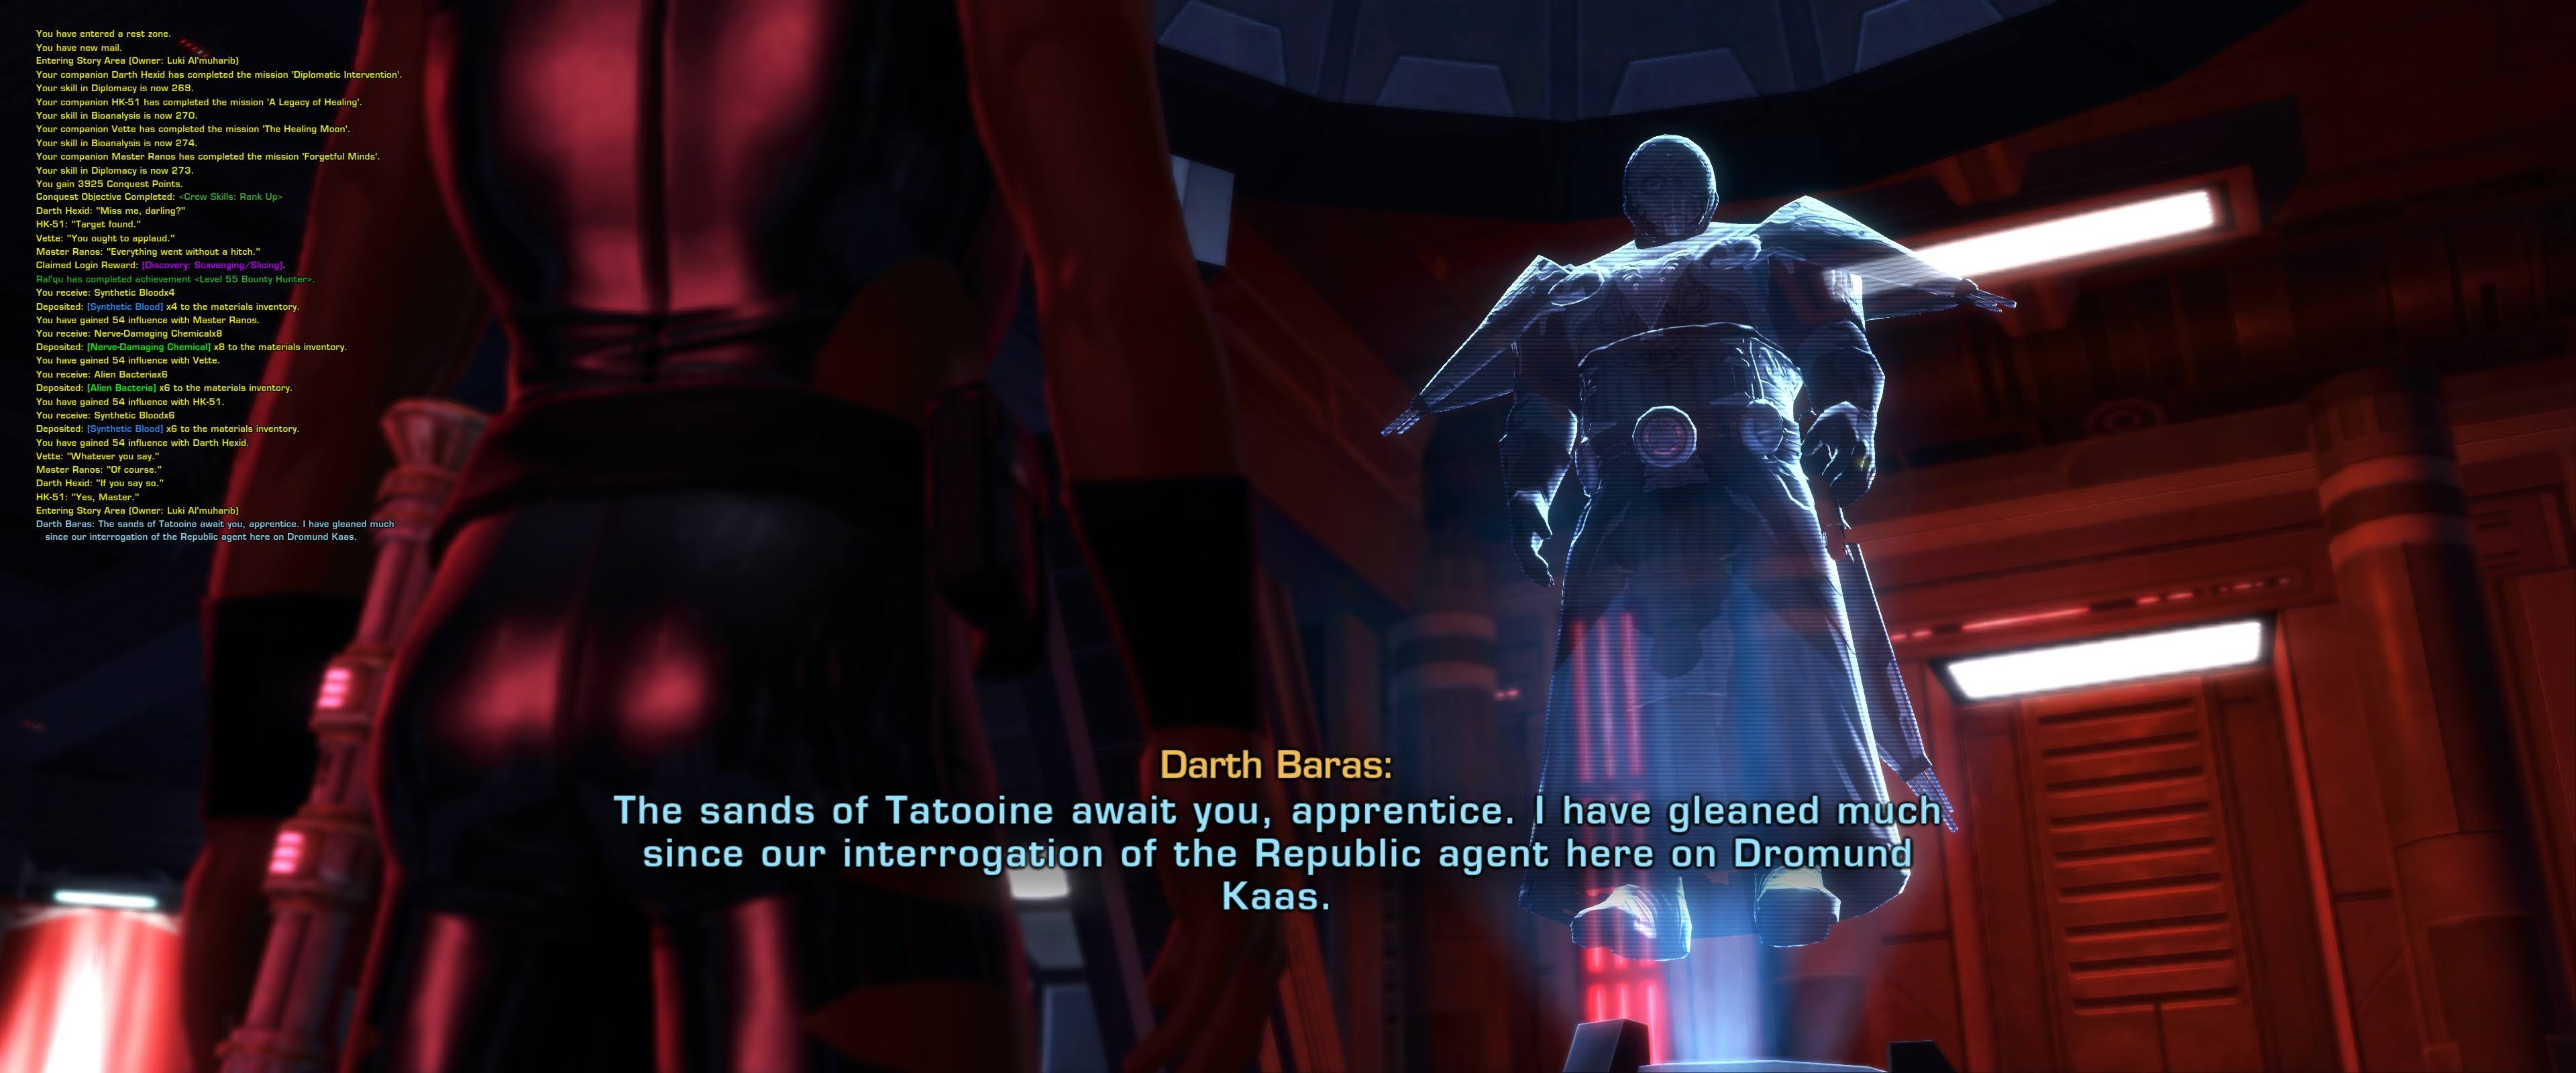 You have entered a rest zone.
You have new mail.
Entering Story Area (Owner: Luki Al'muharib)
Your companion Darth Hexid has completed the mission 'Diplomatic Intervention'.
Your skill in Diplomacy is now 269.
Your companion HK-51 has completed the mission 'A Legacy of Healing'.
Your skill in Bioanalysis is now 270.
Your companion Vette has completed the mission 'The Healing Moon'.
Your skill in Bioanalysis is now 274.
Your companion Master Ranos has completed the mission 'Forgetful Minds'.
Your skill in Diplomacy is now 273.
You gain 3925 Conquest Points.
Conquest Objective Completed: <Crew Skills: Rank Up>
Darth Hexid: "Miss me, darling?"
HK-51: "Target found."
Vette: "You ought to applaud."
Master Ranos: "Everything went without a hitch."
Claimed Login Reward: [Discovery: Scavenging/Slicing].
Ral'qu has completed achievement <Level 55 Bounty Hunter>.
You receive: Synthetic Bloodx4
Deposited: [Synthetic Blood] x4 to the materials inventory.
You have gained 54 influence with Master Ranos.
You receive: Nerve-Damaging Chemicalx8
Deposited: [Nerve-Damaging Chemical] x8 to the materials inventory.
You have gained 54 influence with Vette.
You receive: Alien Bacteriax6
Deposited: [Alien Bacteria] x6 to the materials inventory.
You have gained 54 influence with HK-51.
You receive: Synthetic Bloodx6
Deposited: [Synthetic Blood] x6 to the materials inventory.
You have gained 54 influence with Darth Hexid.
Vette: "Whatever you say."
Master Ranos: "Of course."
Darth Hexid: "If you say so."
HK-51: "Yes, Master."
Entering Story Area (Owner: Luki Al'muharib)
Darth Baras: The sands of Tatooine await you, apprentice. I have gleaned much
since our interrogation of the Republic agent here on Dromund Kaas.
Darth Baras:
The sands of Tatooine await you, apprentice. I have gleaned much
since our interrogation of the Republic agent here on Dromund
Kaas.